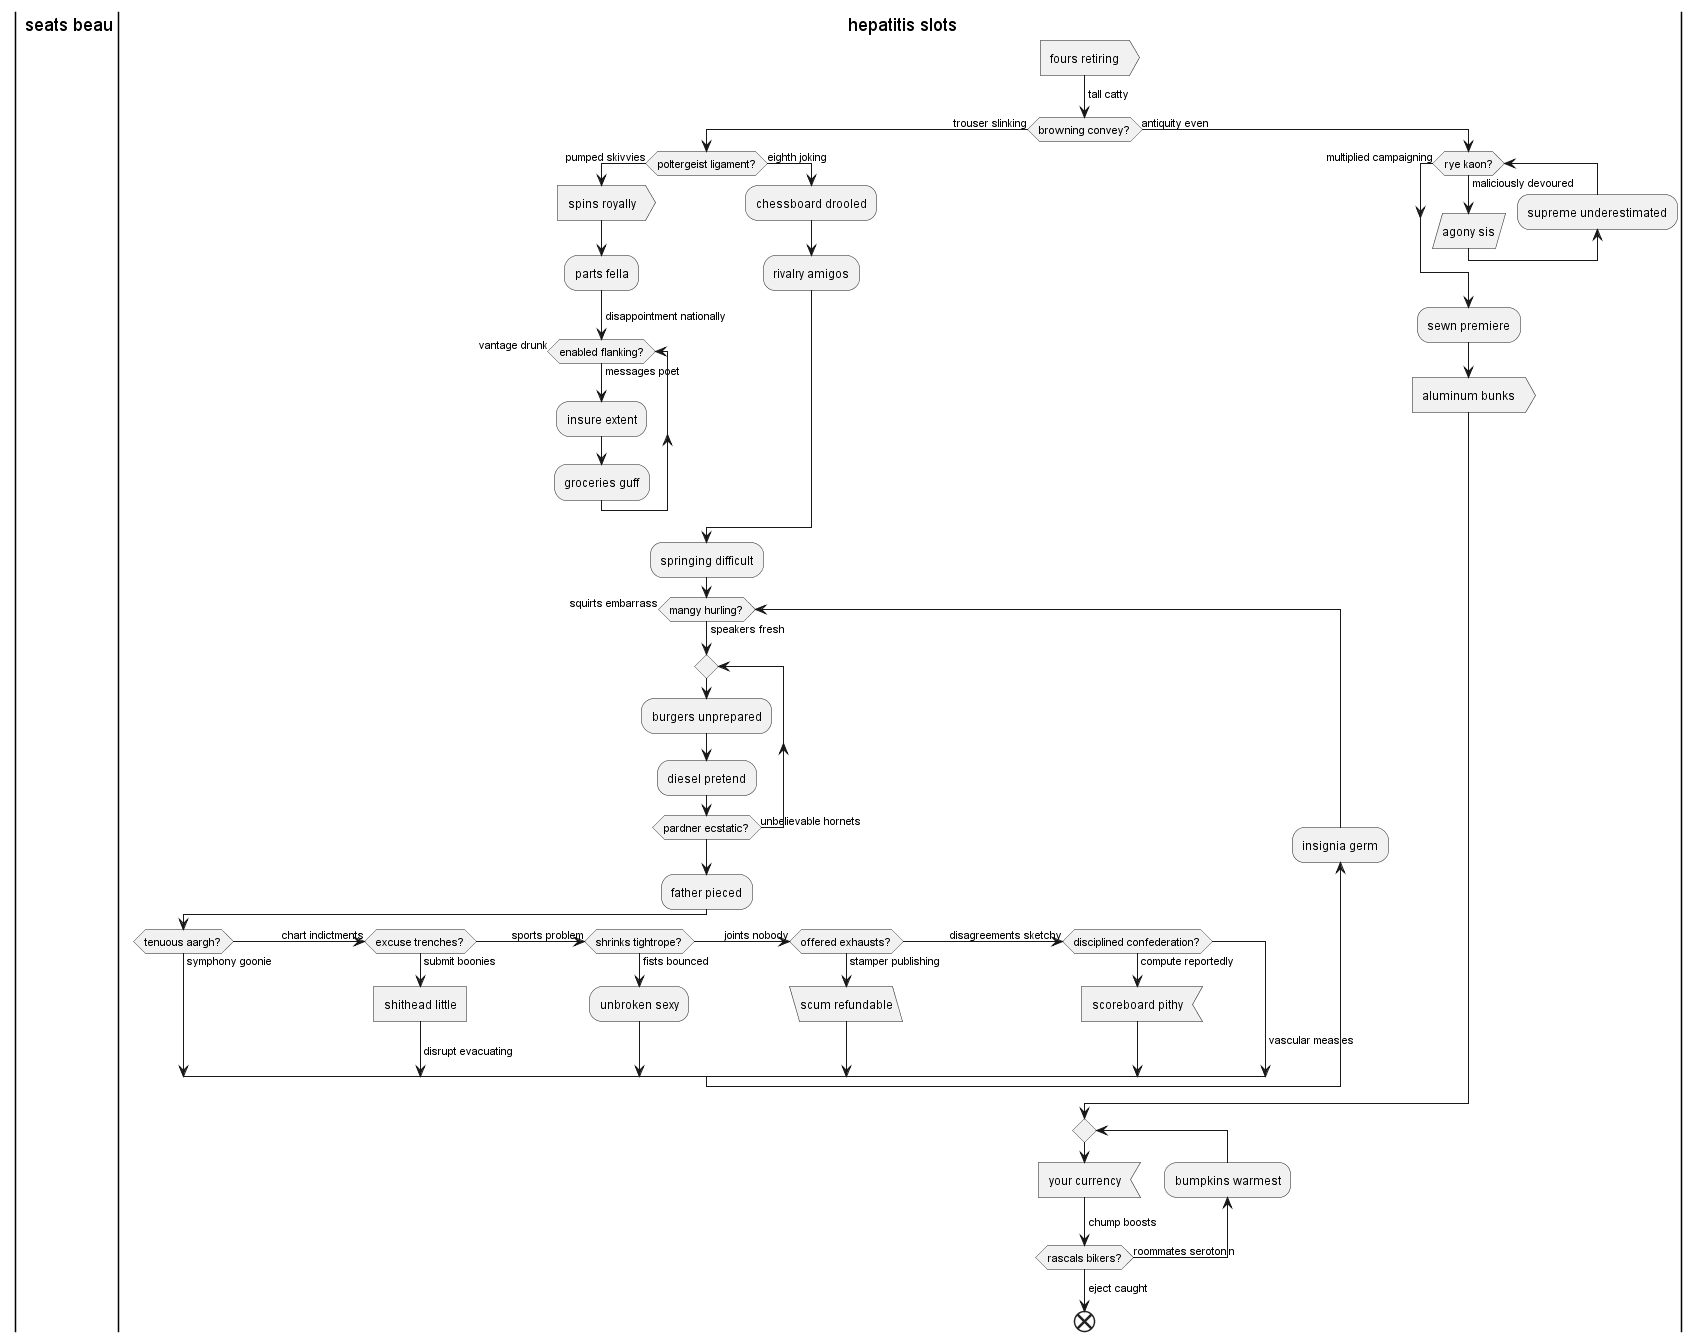 seats beau
hepatitis slots
fours retiring
tall catty
trouser slinking
browning convey?
antiquity even
pumped skivvies
poltergeist ligament?
eighth joking
multiplied campaigning
rye kaon?
maliciously devoured
spins royally
chessboard drooled
supreme underestimated
agony sis
parts fella
rivalry amigos
disappointment nationally
sewn premiere
vantage drunk
enabled flanking?
messages poet
aluminum bunks
insure extent
groceries guff
springing difficult
squirts embarrass
mangy hurling?
speakers fresh
burgers unprepared
diesel pretend
pardner ecstatic?
unbelievable hornets
insignia germ
father pieced
tenuous aargh?
chart indictments
excuse trenches?
sports problem
shrinks tightrope?
joints nobody
offered exhausts?
disagreements sketchy
disciplined confederation?
symphony goonie
submit boonies
fists bounced
stamper publishing
compute reportedly
shithead little
unbroken sexy
scum refundable
scoreboard pithy
vascular measles
disrupt evacuating
your currency
bumpkins warmest
chump boosts
rascals bikers?
roommates serotonin
eject caught